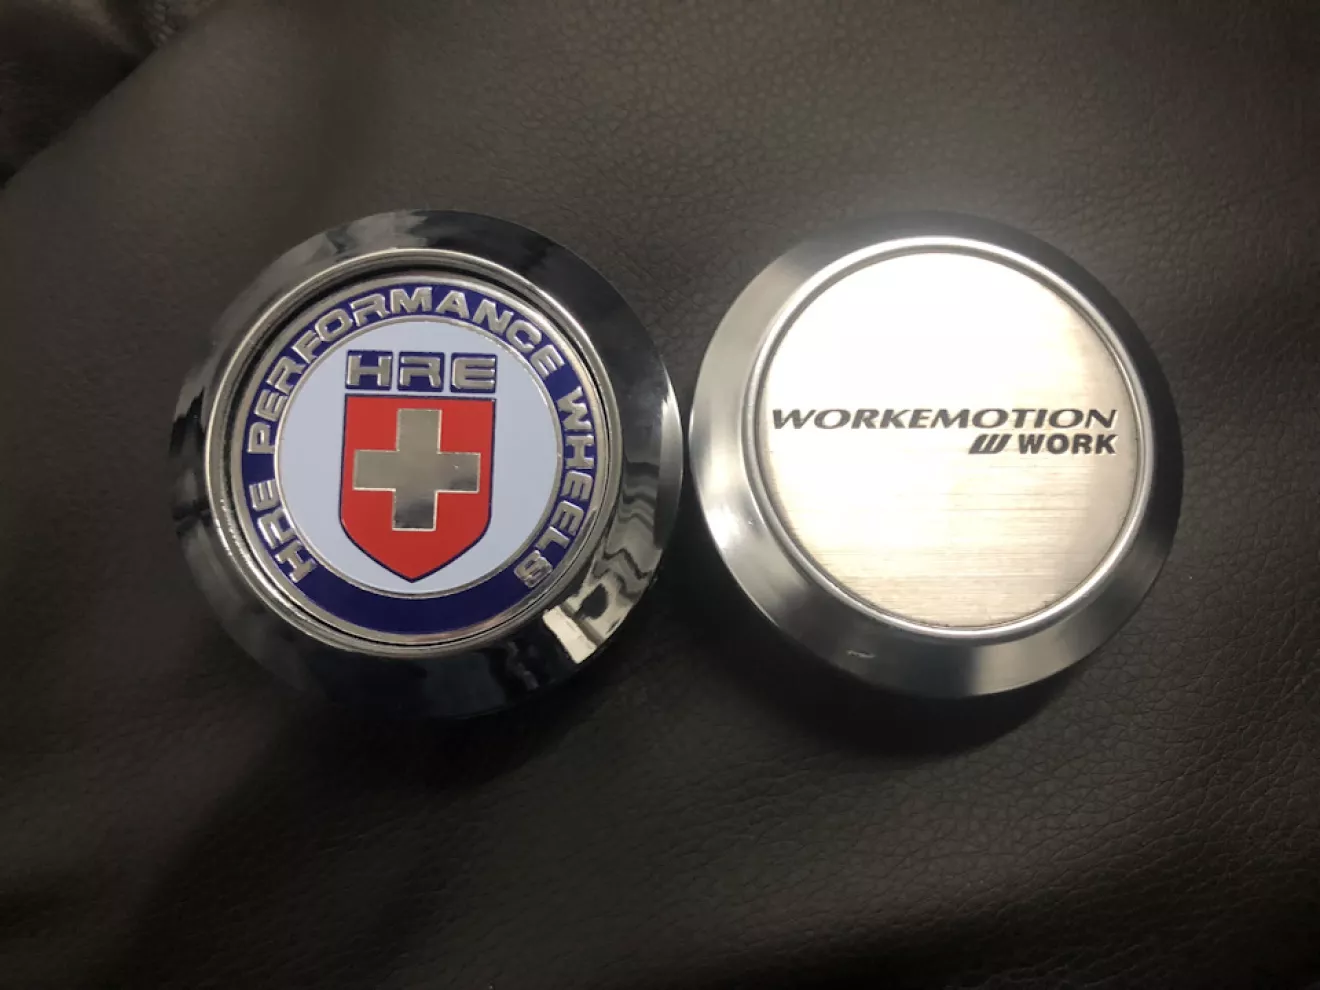 HRE PERFORMANCE WHEELS
HRE
WORKEMOTION
WORK